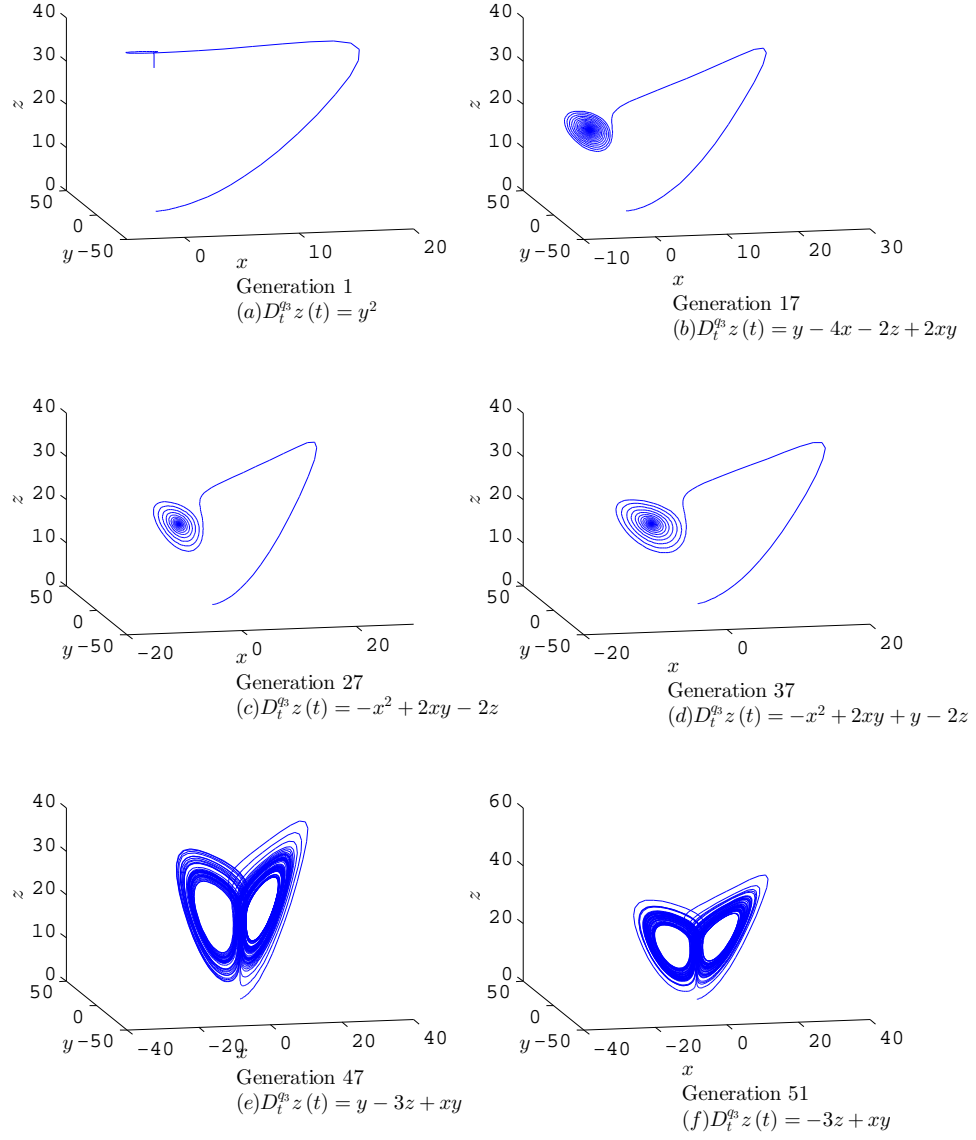 40
30
20
10
0
z
50
0
-50
y
0
10
20
x
Generation 1
(a)D_t^{q_3} z (t) = y^2
40
30
20
10
0
z
50
0
-50
y
-10
0
10
20
30
x
Generation 17
(b)D_t^{q_3} z (t) = y − 4x − 2z + 2xy
40
30
20
10
0
z
50
0
-50
y
-20
0
20
x
Generation 27
(c)D_t^{q_3} z (t) = −x^2 + 2xy − 2z
40
30
20
10
0
z
50
0
-50
y
-20
0
20
x
Generation 37
(d)D_t^{q_3} z (t) = −x^2 + 2xy + y − 2z
40
30
20
10
0
z
50
0
-50
y
-40
-20
0
20
40
x
Generation 47
(e)D_t^{q_3} z (t) = y − 3z + xy
60
40
20
0
z
50
0
-50
y
-40
-20
0
20
40
x
Generation 51
(f)D_t^{q_3} z (t) = −3z + xy